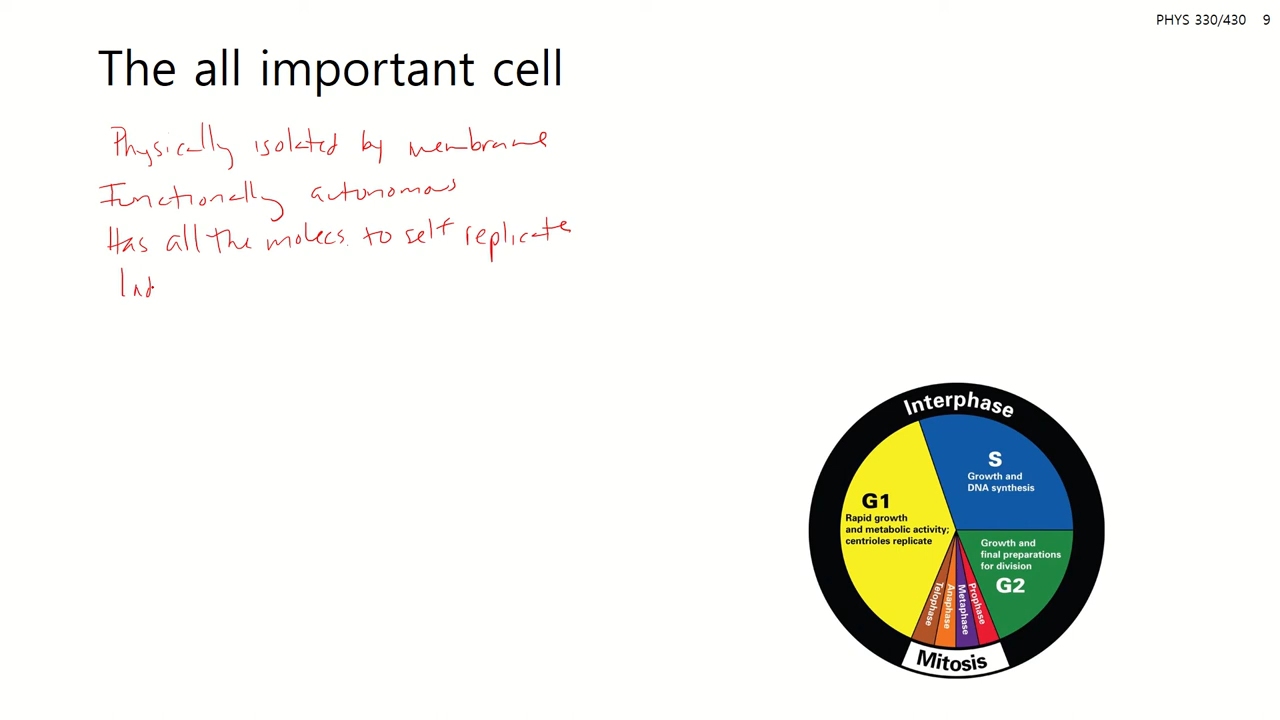 PHYS 330/430 9
The all important cell
Physically isolated by membrane
Functionally autonomous
Has all the molecs. to self replicate
Ind
Interphase
S
Growth and
DNA synthesis
G1
Rapid growth
and metabolic activity;
centrioles replicate
Growth and
final preparations
for division
G2
Telophase
Anaphase
Metaphase
Prophase
Mitosis